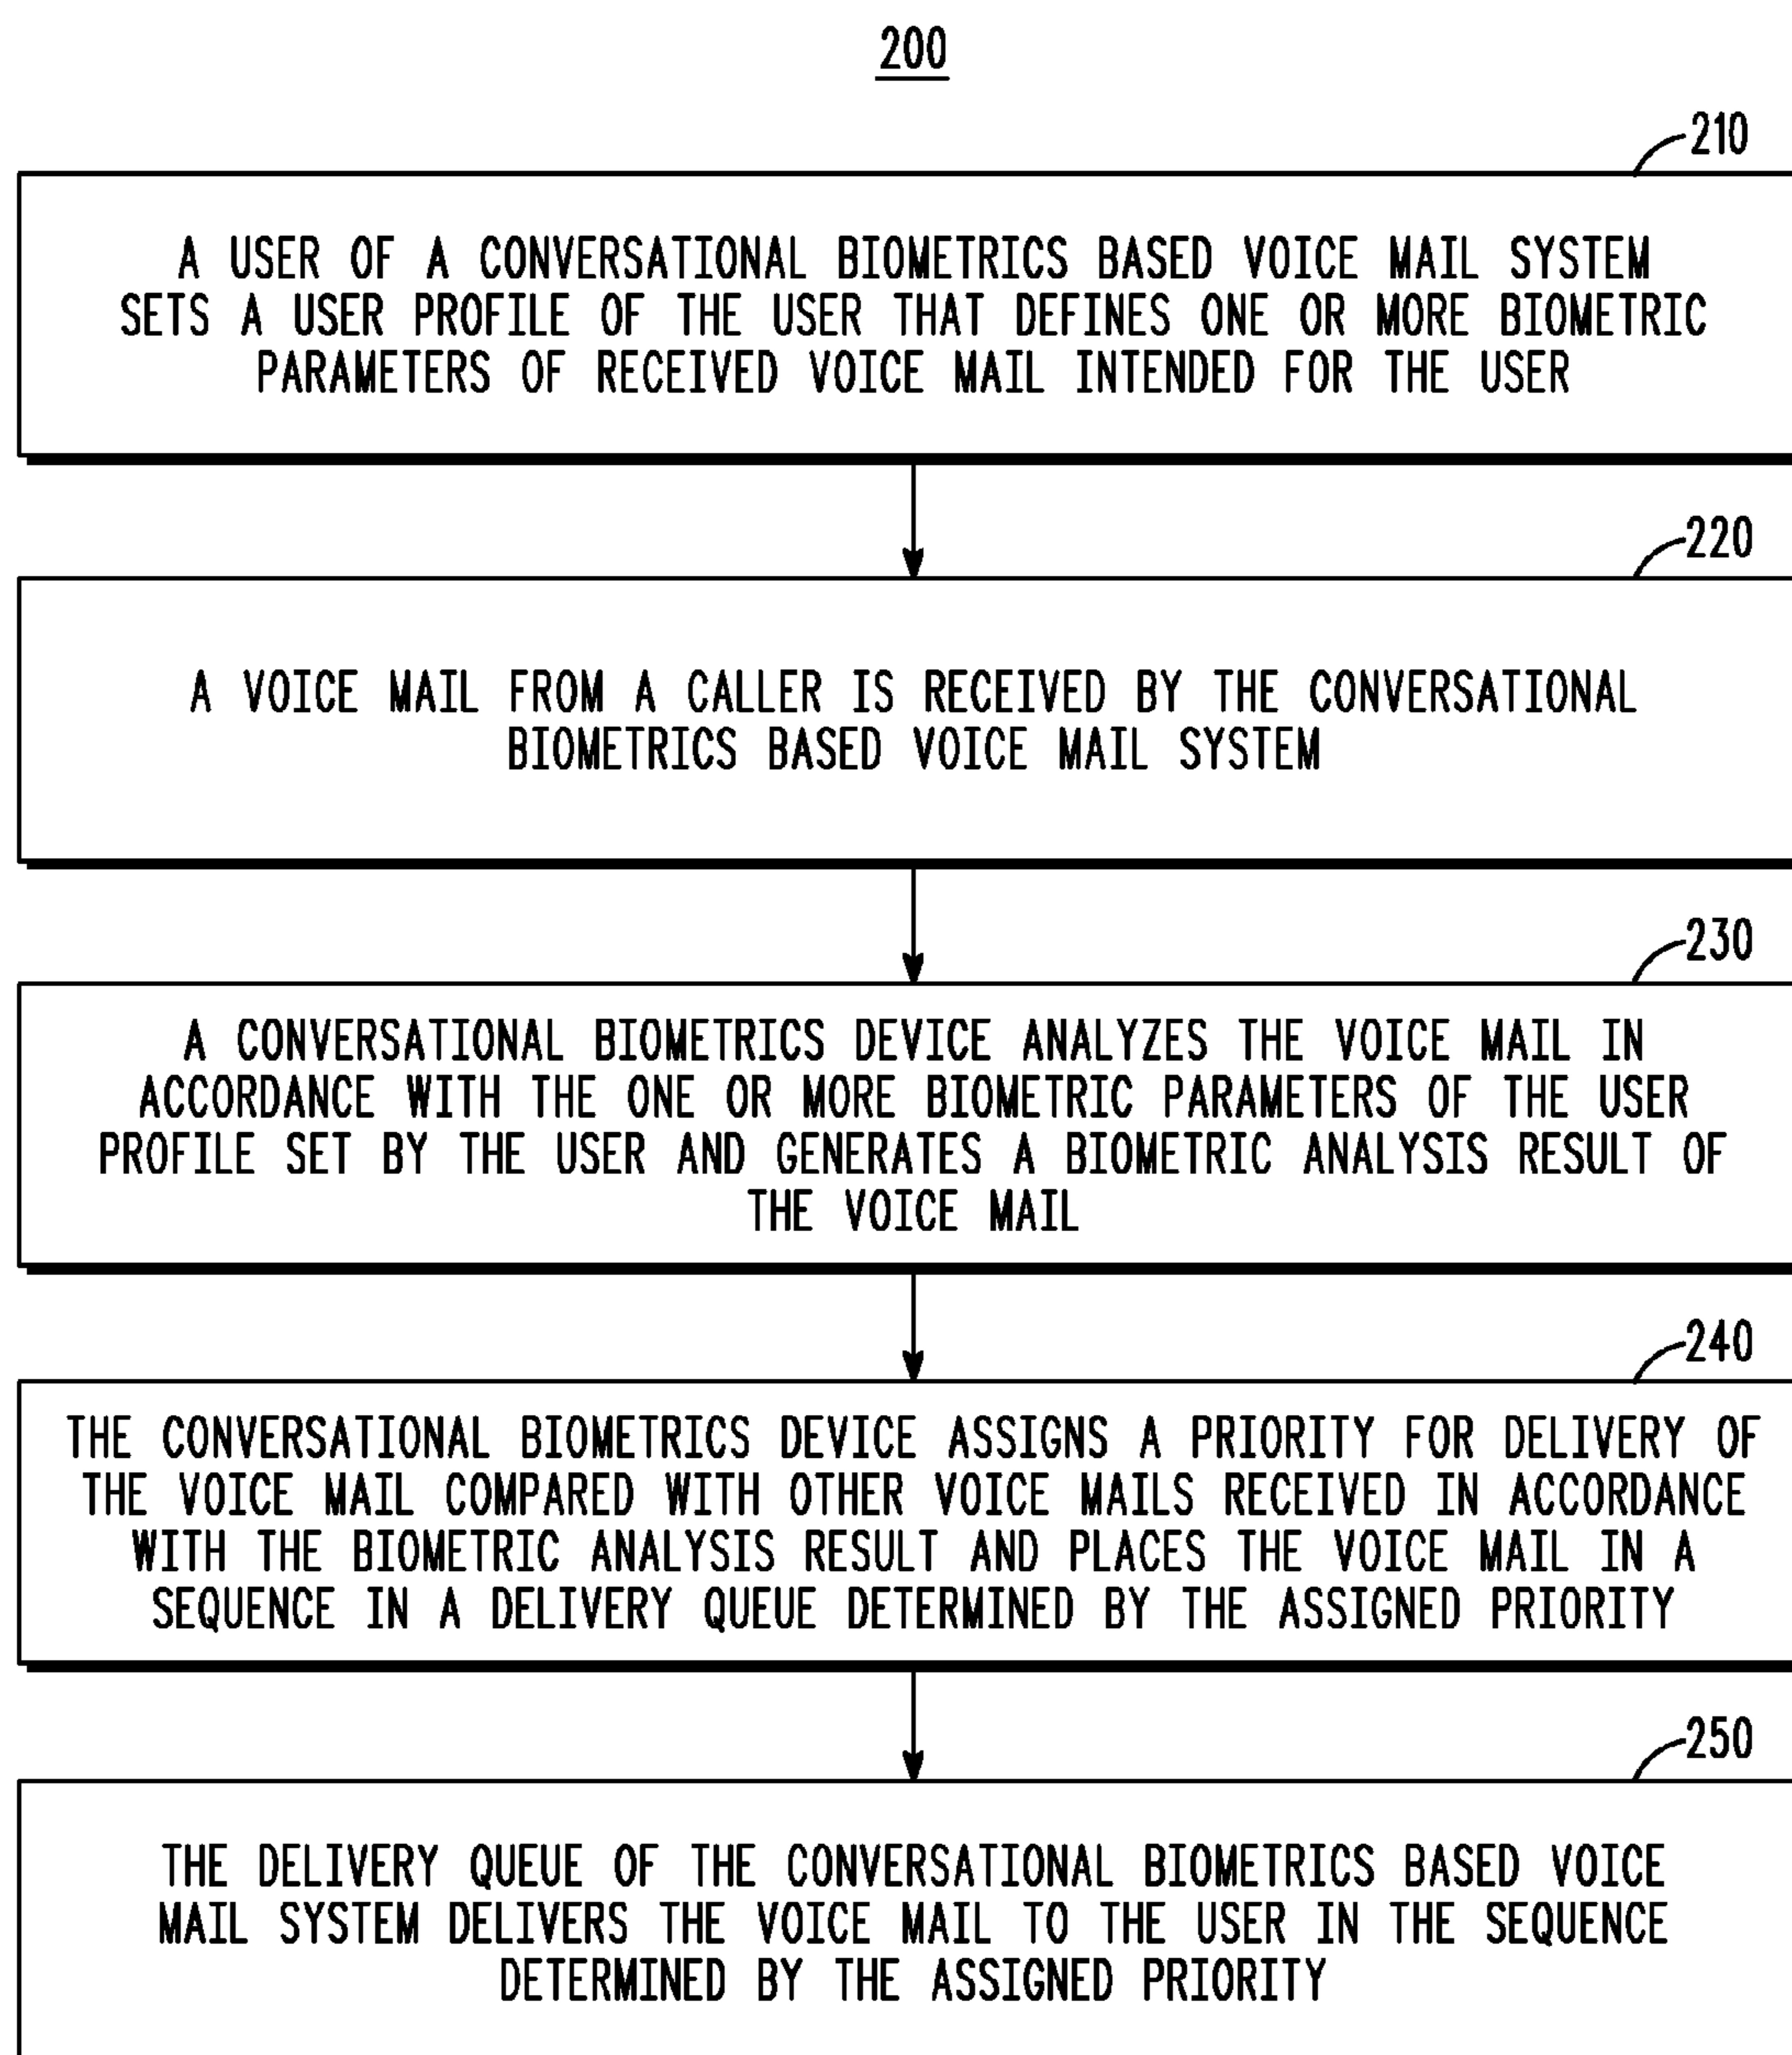 200
210
A USER OF A CONVERSATIONAL BIOMETRICS BASED VOICE MAIL SYSTEM
SETS A USER PROFILE OF THE USER THAT DEFINES ONE OR MORE BIOMETRIC
PARAMETERS OF RECEIVED VOICE MAIL INTENDED FOR THE USER
220
A VOICE MAIL FROM A CALLER IS RECEIVED BY THE CONVERSATIONAL
BIOMETRICS BASED VOICE MAIL SYSTEM
230
A CONVERSATIONAL BIOMETRICS DEVICE ANALYZES THE VOICE MAIL IN
ACCORDANCE WITH THE ONE OR MORE BIOMETRIC PARAMETERS OF THE USER
PROFILE SET BY THE USER AND GENERATES A BIOMETRIC ANALYSIS RESULT OF
THE VOICE MAIL
240
THE CONVERSATIONAL BIOMETRICS DEVICE ASSIGNS A PRIORITY FOR DELIVERY OF
THE VOICE MAIL COMPARED WITH OTHER VOICE MAILS RECEIVED IN ACCORDANCE
WITH THE BIOMETRIC ANALYSIS RESULT AND PLACES THE VOICE MAIL IN A
SEQUENCE IN A DELIVERY QUEUE DETERMINED BY THE ASSIGNED PRIORITY
250
THE DELIVERY QUEUE OF THE CONVERSATIONAL BIOMETRICS BASED VOICE
MAIL SYSTEM DELIVERS THE VOICE MAIL TO THE USER IN THE SEQUENCE
DETERMINED BY THE ASSIGNED PRIORITY